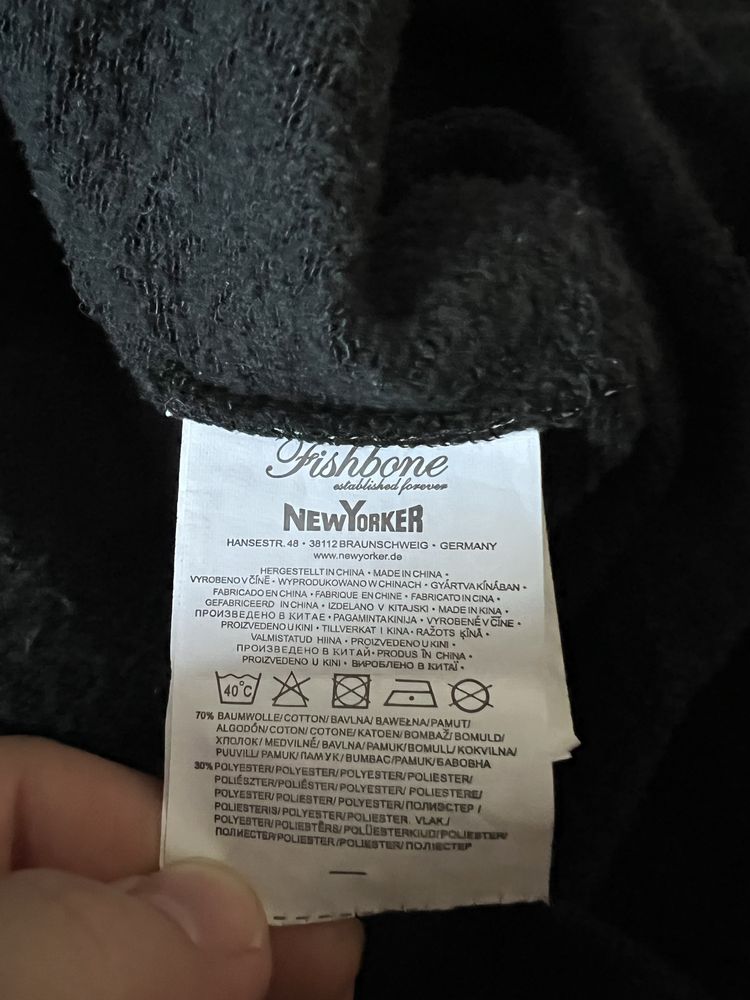 Fishbone
established forever
NEWYORKER
HANSESTR. 48 • 38112 BRAUNSCHWEIG • GERMANY
www.newyorker.de
HERGESTELLT IN CHINA • MADE IN CHINA •
VYROBENO V ČÍNĚ • WYPRODUKOWANO W CHINACH • GYÁRTVA KÍNÁBAN •
FABRICADO EN CHINA • FABRIQUE EN CHINE • FABRICATO IN CINA •
GEFABRICEERD IN CHINA • IZDELANO V KITAJSKI • MADE IN KINA •
ПРОИЗВЕДЕНО В КИТАЕ • PAGAMINTA KINIJA • VYROBENÉ V ČÍNE •
PROIZVEDENO U KINI • TILLVERKAT I KINA • RAŽOTS ĶĪNĀ •
VALMISTATUD HIINA • PROIZVEDENO U KINI •
ПРОИЗВЕДЕНО В КИТАЙ • PRODUS ÎN CHINA •
PROIZVEDENO U KINI • ВИРОБЛЕНО В КИТАЇ •
40°C
70% BAUMWOLLE/COTTON/BAVLNA/BAWEŁNA/PAMUT/
ALGODÓN/COTON/COTONE/KATOEN/BOMBAŽ/BOMULD/
ХЛОПОК/MEDVILNĖ/BAVLNA/PAMUK/BOMULL/KOKVILNA/
PUUVILL/PAMUK/ПАМУК/BUMBAC/PAMUK/БАВОВНА
30% POLYESTER/POLYESTER/POLYESTER/POLIESTER/
POLIÉSZTER/POLIÉSTER/POLYESTER/POLIESTERE/
POLYESTER/POLIESTER/POLYESTER/ПОЛИЭСТЕР/
POLIESTERIS/POLYESTER/POLIESTER. VLAK./
POLYESTER/POLIESTĒRS/POLÜESTERKIUD/POLIESTER/
ПОЛИЕСТЕР/POLIESTER/POLIESTER/ПОЛІЕСТЕР